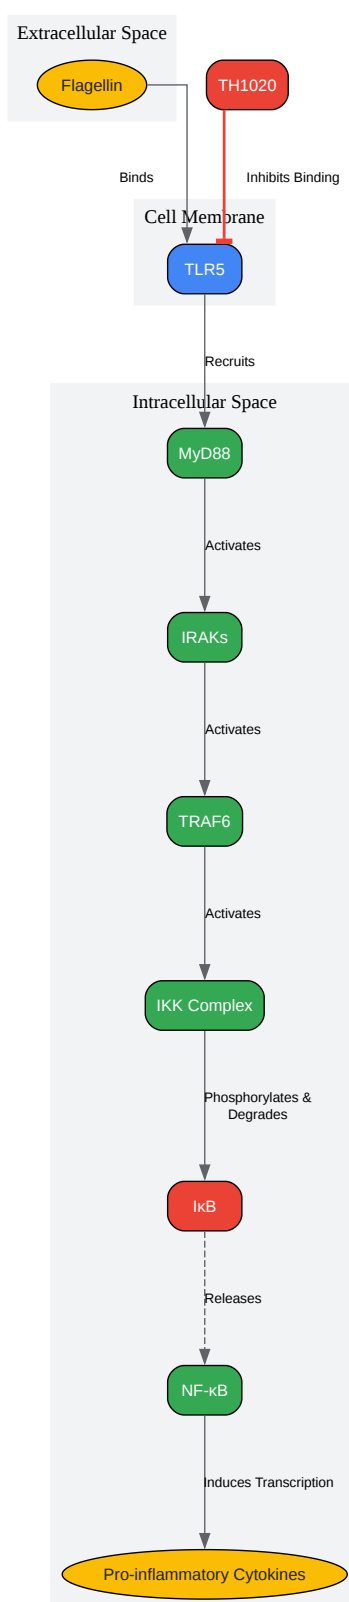 Extracellular Space
Flagellin
TH1020
Binds
Inhibits Binding
Cell Membrane
TLR5
Recruits
Intracellular Space
MyD88
Activates
IRAKs
Activates
TRAF6
Activates
IKK Complex
Phosphorylates &
Degrades
IκB
Releases
NF-κB
Induces Transcription
Pro-inflammatory Cytokines